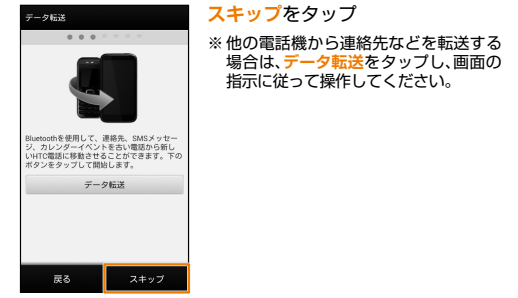 データ転送
Bluetoothを使用して、連絡先、SMSメッセー
ジ、カレンダーイベントを古い電話から新し
いHTC電話に移動させることができます。下の
ボタンをタップして開始します。
データ転送
戻る
スキップ
スキップをタップ
※ 他の電話機から連絡先などを転送する
場合は、データ転送をタップし、画面の
指示に従って操作してください。